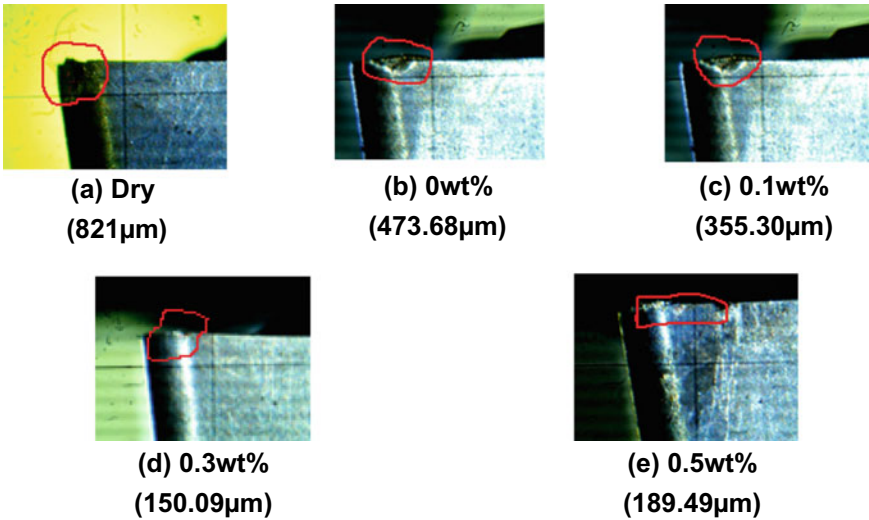 (a) Dry
(821µm)
(b) 0wt%
(473.68µm)
(c) 0.1wt%
(355.30µm)
(d) 0.3wt%
(150.09µm)
(e) 0.5wt%
(189.49µm)